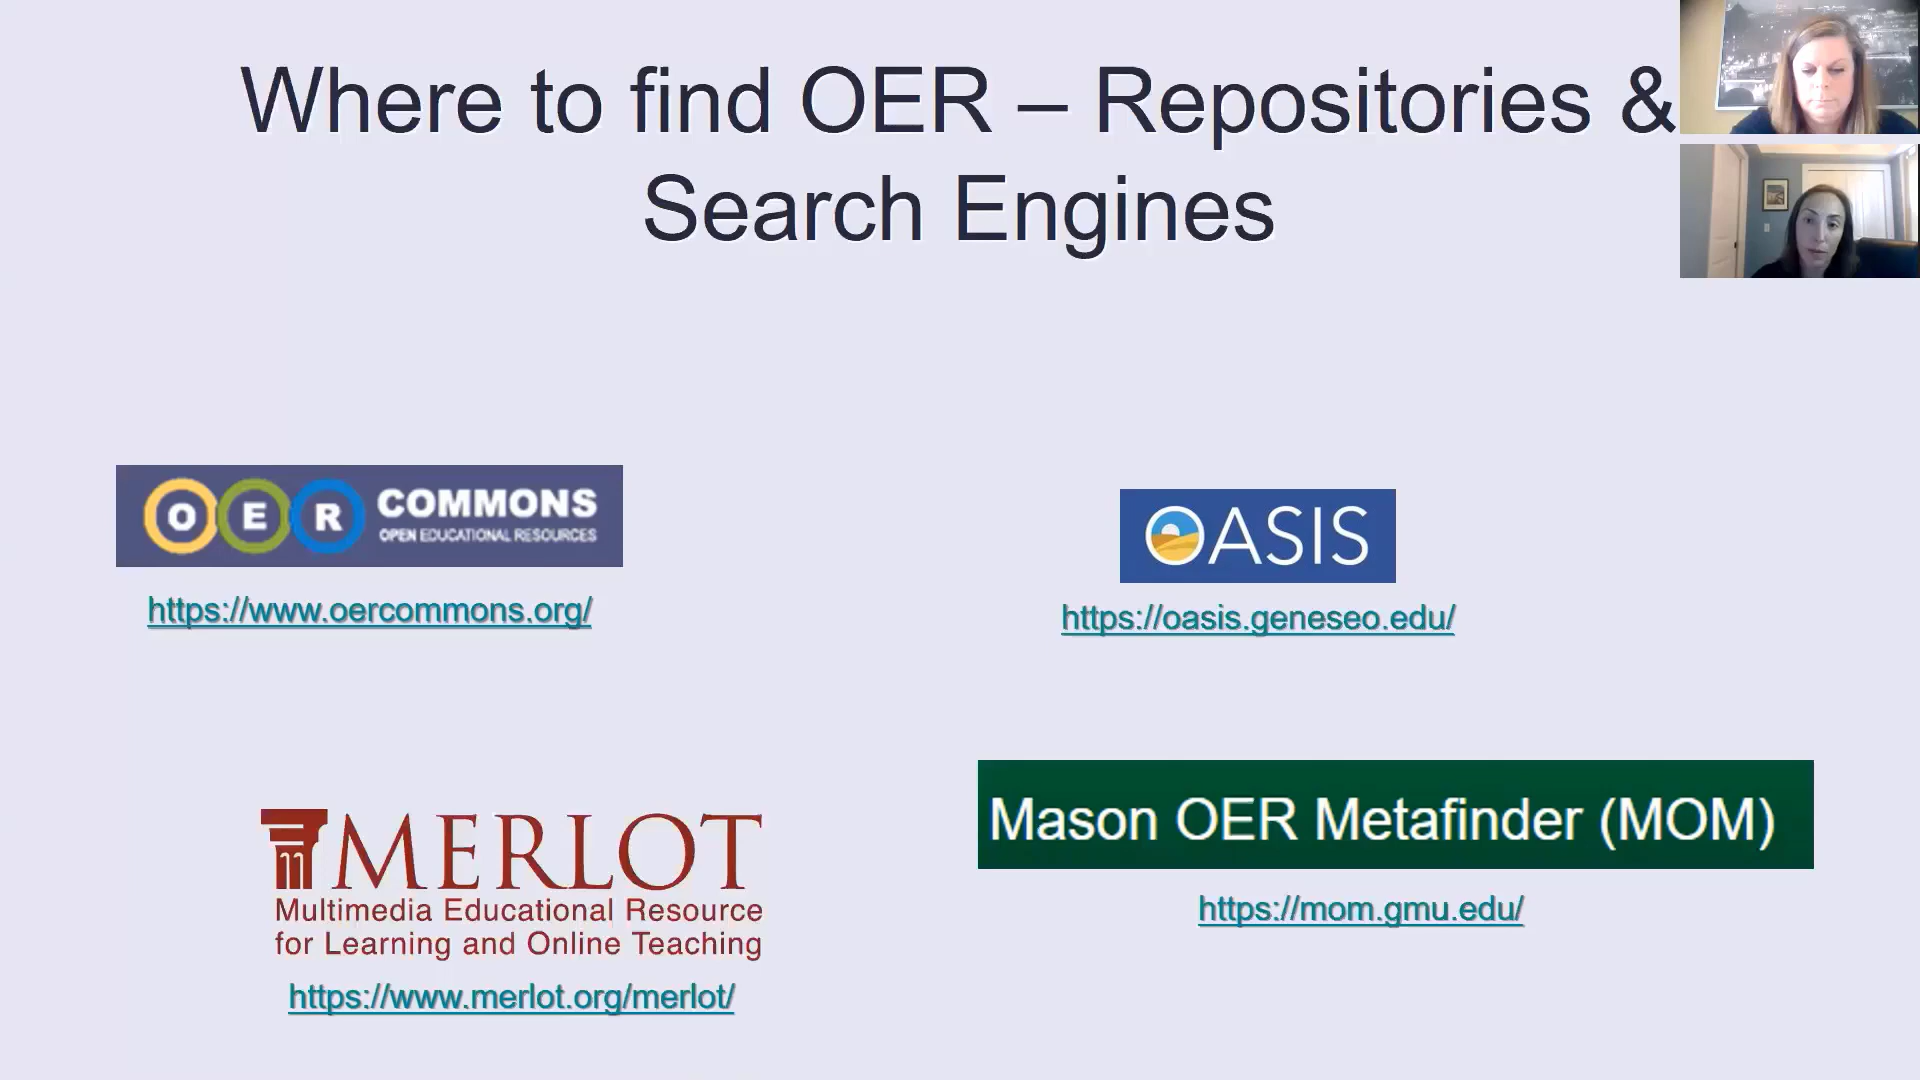 Where to find OER – Repositories &
Search Engines
O E R COMMONS
OPEN EDUCATIONAL RESOURCES
https://www.oercommons.org/
OASIS
https://oasis.geneseo.edu/
MERLOT
Multimedia Educational Resource
for Learning and Online Teaching
https://www.merlot.org/merlot/
Mason OER Metafinder (MOM)
https://mom.gmu.edu/